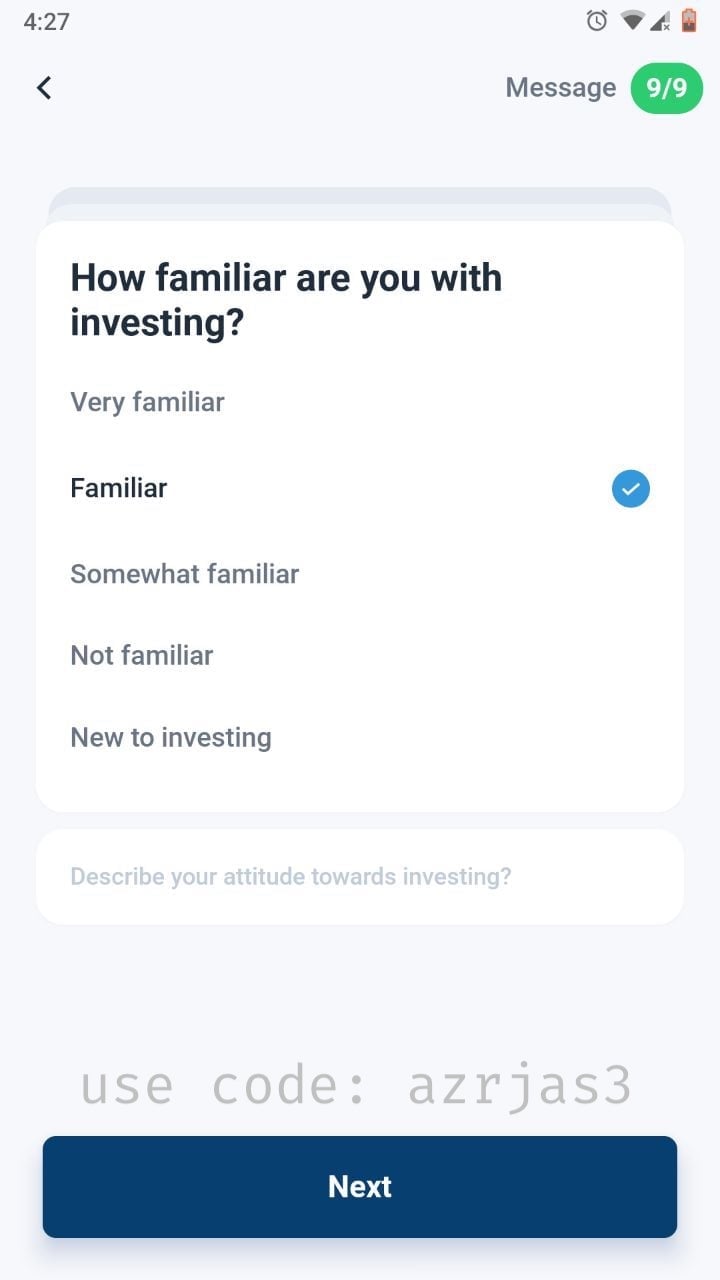 4:27
Message 9/9
How familiar are you with
investing?
Very familiar
Familiar
Somewhat familiar
Not familiar
New to investing
Describe your attitude towards investing?
use code: azrjas3
Next